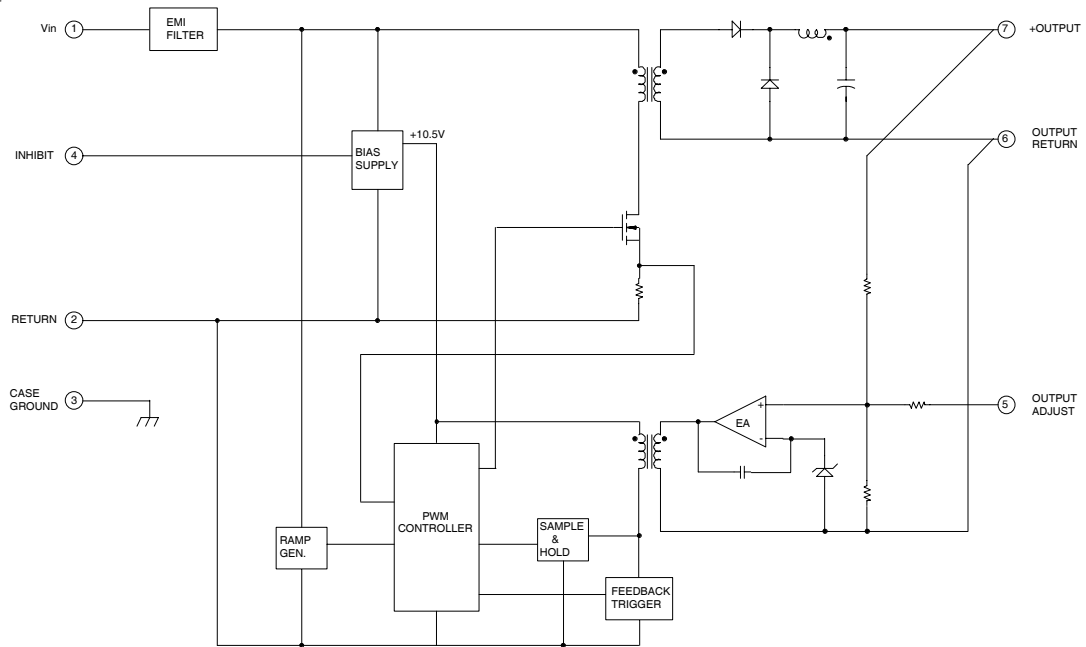 Vin 1
EMI
FILTER
7 +OUTPUT
+10.5V
INHIBIT 4
BIAS
SUPPLY
6 OUTPUT
RETURN
RETURN 2
CASE
GROUND 3
5 OUTPUT
ADJUST
+
EA
-
PWM
CONTROLLER
RAMP
GEN.
SAMPLE
&
HOLD
FEEDBACK
TRIGGER